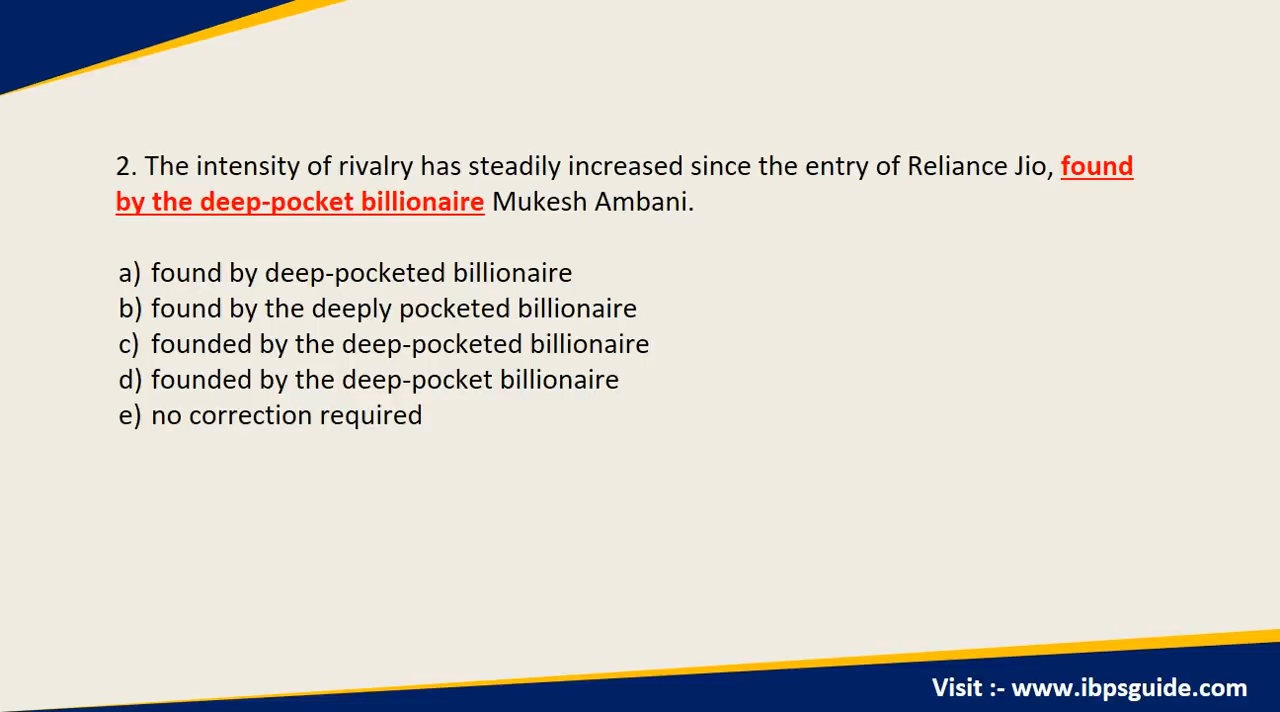 2. The intensity of rivalry has steadily increased since the entry of Reliance Jio, found
by the deep-pocket billionaire Mukesh Ambani.
a) found by deep-pocketed billionaire
b) found by the deeply pocketed billionaire
c) founded by the deep-pocketed billionaire
d) founded by the deep-pocket billionaire
e) no correction required
Visit :- www.ibpsguide.com